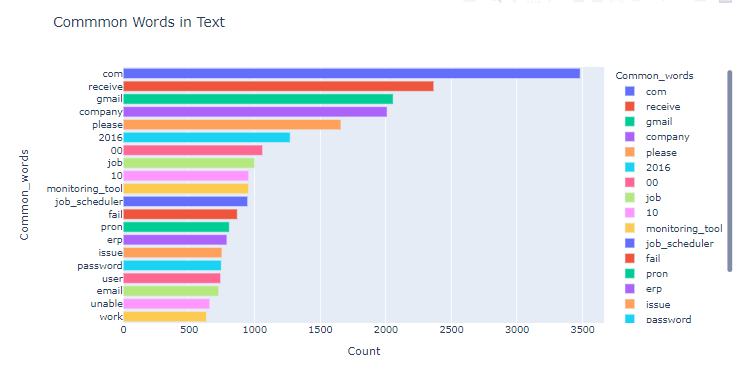 Commmon Words in Text
Common_words
com
receive
gmail
company
please
2016
00
job
10
monitoring_tool
job_scheduler
fail
pron
erp
issue
password
user
email
unable
work
0 500 1000 1500 2000 2500 3000 3500
Count
Common_words
com
receive
gmail
company
please
2016
00
job
10
monitoring_tool
job_scheduler
fail
pron
erp
issue
password